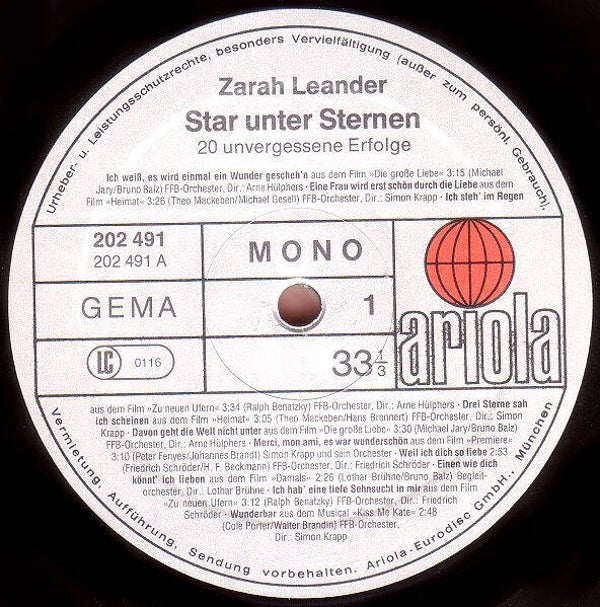 Urheber- u. Leistungsschutzrechte, besonders Vervielfältigung (außer zum persönl. Gebrauch),
Zarah Leander
Star unter Sternen
20 unvergessene Erfolge
Ich weiß, es wird einmal ein Wunder gescheh'n aus dem Film »Die große Liebe« 3:15 (Michael
Jary/Bruno Balz) FFB-Orchester, Dir.: Arne Hülphers · Eine Frau wird erst schön durch die Liebe aus dem
Film »Heimat« 3:26 (Theo Mackeben/Michael Gesell) FFB-Orchester, Dir.: Simon Krapp · Ich steh' im Regen
202 491
202 491 A
MONO
GEMA
1
LC 0116
33 1/3
ariola
aus dem Film »Zu neuen Ufern« 3:34 (Ralph Benatzky) FFB-Orchester, Dir.: Arne Hülphers · Drei Sterne sah
ich scheinen aus dem Film »Heimat« 3:05 (Theo Mackeben/Hans Brennert) FFB-Orchester, Dir.: Simon
Krapp · Davon geht die Welt nicht unter aus dem Film »Die große Liebe« 3:30 (Michael Jary/Bruno Balz)
FFB-Orchester, Dir.: Arne Hülphers · Merci, mon ami, es war wunderschön aus dem Film »Premiere«
3:10 (Peter Fenyes/Johannes Brandt) Simon Krapp und sein Orchester · Weil ich dich so liebe 2:53
(Friedrich Schröder/H. F. Beckmann) FFB-Orchester, Dir.: Friedrich Schröder · Einen wie dich
könnt' ich lieben aus dem Film »Damals« 2:26 (Lothar Brühne/Bruno Balz) Begleit-
orchester, Dir.: Lothar Brühne · Ich hab' eine tiefe Sehnsucht in mir aus dem Film
»Zu neuen Ufern« 3:12 (Ralph Benatzky) FFB-Orchester, Dir.: Friedrich
Schröder · Wunderbar aus dem Musical »Kiss Me Kate« 2:48
(Cole Porter/Walter Brandin) FFB-Orchester,
Dir.: Simon Krapp
Vermietung, Aufführung, Sendung vorbehalten. Ariola-Eurodisc GmbH., München